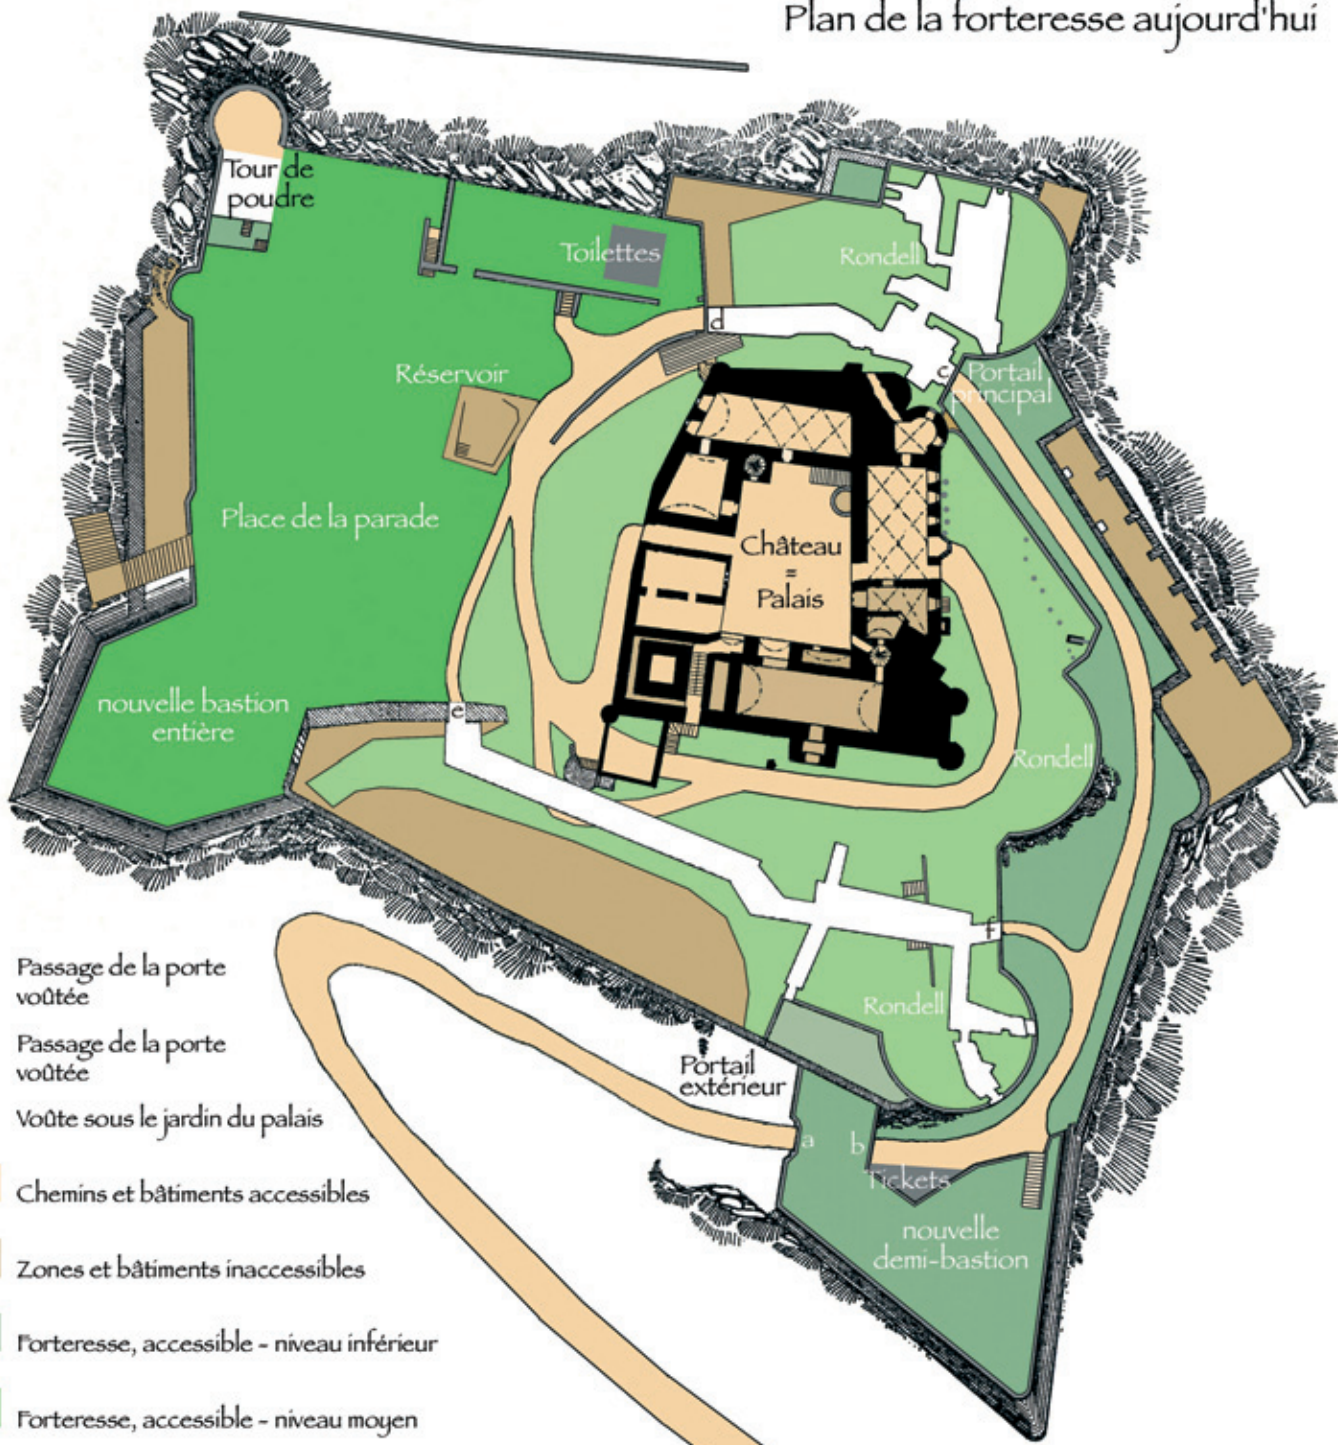 Plan de la forteresse aujourd'hui
Tour de
poudre
Toilettes
Rondell
d
c
Portail
principal
Réservoir
Place de la parade
Château
=
Palais
nouvelle bastion
entière
e
Rondell
f
Rondell
Passage de la porte
voûtée
Passage de la porte
voûtée
Voûte sous le jardin du palais
Chemins et bâtiments accessibles
Zones et bâtiments inaccessibles
Forteresse, accessible - niveau inférieur
Forteresse, accessible - niveau moyen
Portail
extérieur
a
b
Tickets
nouvelle
demi-bastion